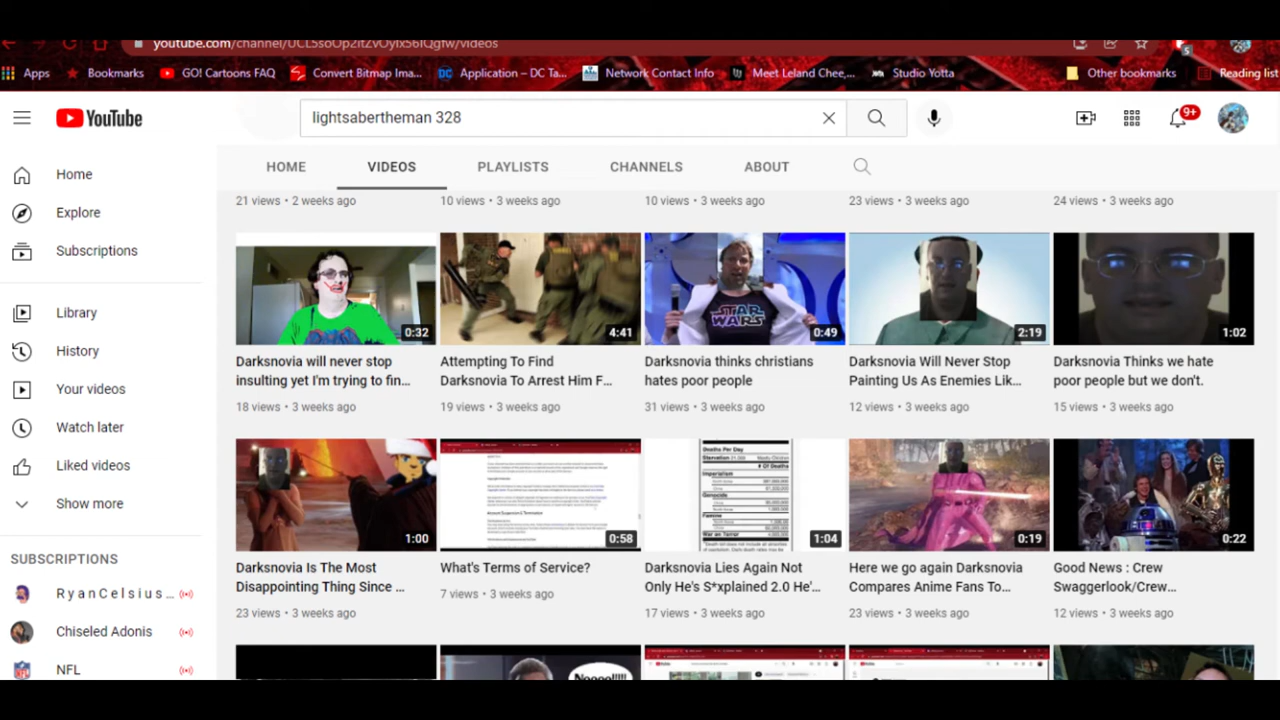 youtube.com/channel/UCL5soOp2itZvOyIx56IQgfw/videos
Apps Bookmarks GO! Cartoons FAQ Convert Bitmap Ima... Application – DC Ta... Network Contact Info Meet Leland Chee,... Studio Yotta Other bookmarks Reading list
YouTube lightsabertheman 328 9+
HOME VIDEOS PLAYLISTS CHANNELS ABOUT
Home
Explore
Subscriptions
Library
History
Your videos
Watch later
Liked videos
Show more
SUBSCRIPTIONS
R y a n C e l s i u s ...
Chiseled Adonis
NFL
21 views • 2 weeks ago 10 views • 3 weeks ago 10 views • 3 weeks ago 23 views • 3 weeks ago 24 views • 3 weeks ago
0:32 4:41 STAR WARS 0:49 2:19 1:02
Darksnovia will never stop
insulting yet I'm trying to fin...
18 views • 3 weeks ago
Attempting To Find
Darksnovia To Arrest Him F...
19 views • 3 weeks ago
Darksnovia thinks christians
hates poor people
31 views • 3 weeks ago
Darksnovia Will Never Stop
Painting Us As Enemies Lik...
12 views • 3 weeks ago
Darksnovia Thinks we hate
poor people but we don't.
15 views • 3 weeks ago
1:00 0:58 1:04 0:19 0:22
Deaths Per Day
Darksnovia Is The Most
Disappointing Thing Since ...
23 views • 3 weeks ago
What's Terms of Service?
7 views • 3 weeks ago
Darksnovia Lies Again Not
Only He's S*xplained 2.0 He'...
17 views • 3 weeks ago
Here we go again Darksnovia
Compares Anime Fans To...
23 views • 3 weeks ago
Good News : Crew
Swaggerlook/Crew...
12 views • 3 weeks ago